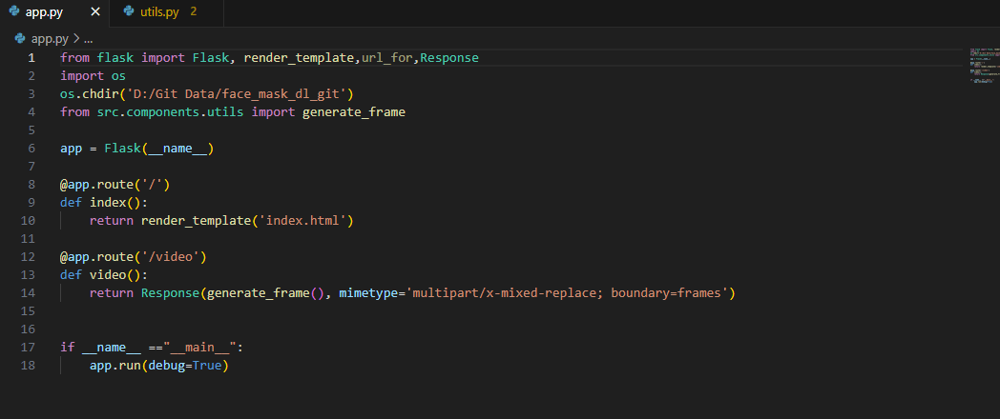 app.py × utils.py 2
app.py > ...
1 from flask import Flask, render_template,url_for,Response
2 import os
3 os.chdir('D:/Git Data/face_mask_dl_git')
4 from src.components.utils import generate_frame
5
6 app = Flask(__name__)
7
8 @app.route('/')
9 def index():
10     return render_template('index.html')
11
12 @app.route('/video')
13 def video():
14     return Response(generate_frame(), mimetype='multipart/x-mixed-replace; boundary=frames')
15
16
17 if __name__ =="__main__":
18     app.run(debug=True)